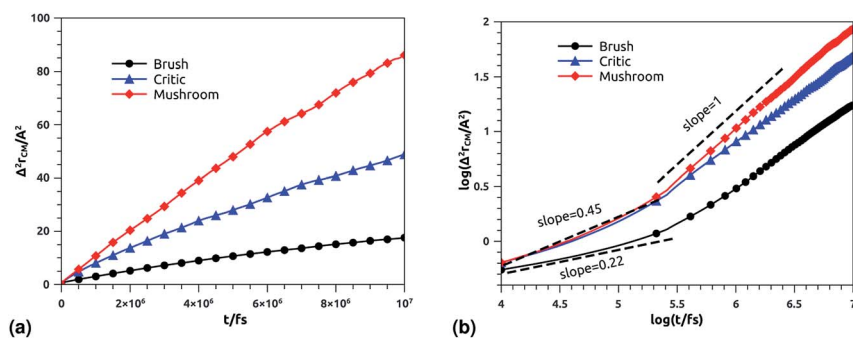 100
80
60
40
20
0
Δ²r_CM/A²
Brush
Critic
Mushroom
0
2×10⁶
4×10⁶
6×10⁶
8×10⁶
10⁷
t/fs
(a)
2
1.5
1
0.5
0
log(Δ²r_CM/A²)
Brush
Critic
Mushroom
slope=1
slope=0.45
slope=0.22
4
4.5
5
5.5
6
6.5
7
log(t/fs)
(b)